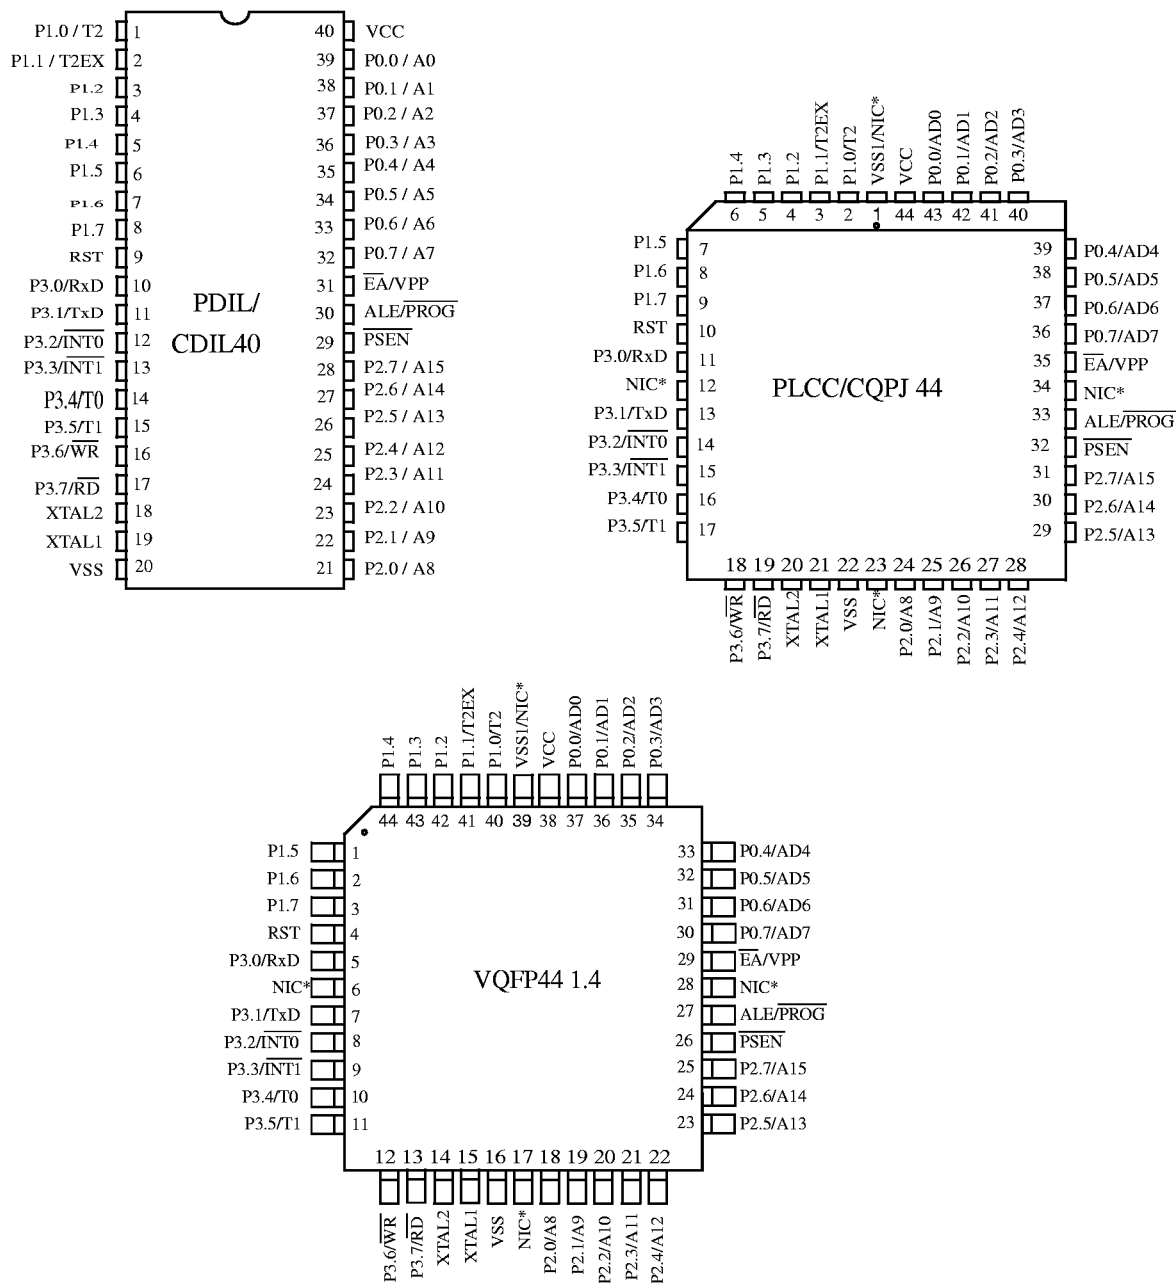 P1.0 / T2 1 40 VCC
P1.1 / T2EX 2 39 P0.0 / A0
P1.2 3 38 P0.1 / A1
P1.3 4 37 P0.2 / A2
P1.4 5 36 P0.3 / A3
P1.5 6 35 P0.4 / A4
P1.6 7 34 P0.5 / A5
P1.7 8 33 P0.6 / A6
RST 9 32 P0.7 / A7
P3.0/RxD 10 31 EA/VPP
P3.1/TxD 11 30 ALE/PROG
P3.2/INT0 12 29 PSEN
P3.3/INT1 13 28 P2.7 / A15
P3.4/T0 14 27 P2.6 / A14
P3.5/T1 15 26 P2.5 / A13
P3.6/WR 16 25 P2.4 / A12
P3.7/RD 17 24 P2.3 / A11
XTAL2 18 23 P2.2 / A10
XTAL1 19 22 P2.1 / A9
VSS 20 21 P2.0 / A8
PDIL/
CDIL40
P1.4 P1.3 P1.2 P1.1/T2EX P1.0/T2 VSS1/NIC* VCC P0.0/AD0 P0.1/AD1 P0.2/AD2 P0.3/AD3
6 5 4 3 2 1 44 43 42 41 40
P1.5 7 39 P0.4/AD4
P1.6 8 38 P0.5/AD5
P1.7 9 37 P0.6/AD6
RST 10 36 P0.7/AD7
P3.0/RxD 11 35 EA/VPP
NIC* 12 34 NIC*
P3.1/TxD 13 33 ALE/PROG
P3.2/INT0 14 32 PSEN
P3.3/INT1 15 31 P2.7/A15
P3.4/T0 16 30 P2.6/A14
P3.5/T1 17 29 P2.5/A13
PLCC/CQPJ 44
18 19 20 21 22 23 24 25 26 27 28
P3.6/WR P3.7/RD XTAL2 XTAL1 VSS NIC* P2.0/A8 P2.1/A9 P2.2/A10 P2.3/A11 P2.4/A12
P1.4 P1.3 P1.2 P1.1/T2EX P1.0/T2 VSS1/NIC* VCC P0.0/AD0 P0.1/AD1 P0.2/AD2 P0.3/AD3
44 43 42 41 40 39 38 37 36 35 34
P1.5 1 33 P0.4/AD4
P1.6 2 32 P0.5/AD5
P1.7 3 31 P0.6/AD6
RST 4 30 P0.7/AD7
P3.0/RxD 5 29 EA/VPP
NIC* 6 28 NIC*
P3.1/TxD 7 27 ALE/PROG
P3.2/INT0 8 26 PSEN
P3.3/INT1 9 25 P2.7/A15
P3.4/T0 10 24 P2.6/A14
P3.5/T1 11 23 P2.5/A13
VQFP44 1.4
12 13 14 15 16 17 18 19 20 21 22
P3.6/WR P3.7/RD XTAL2 XTAL1 VSS NIC* P2.0/A8 P2.1/A9 P2.2/A10 P2.3/A11 P2.4/A12